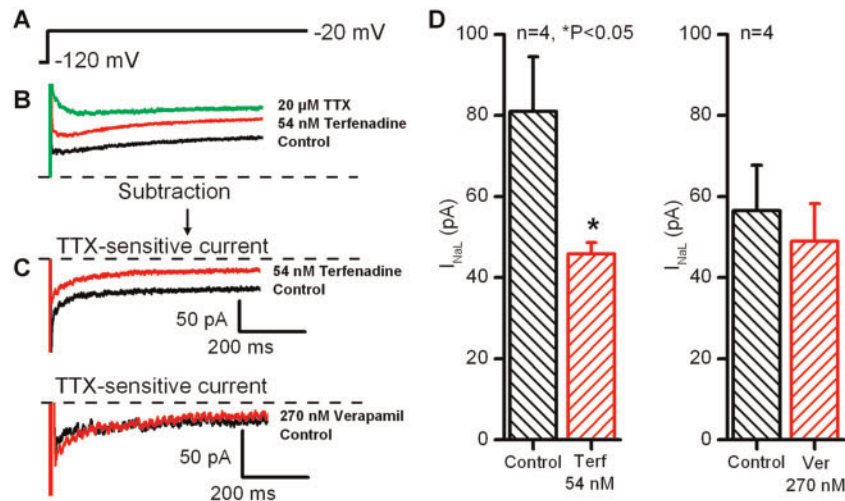 A
-20 mV
-120 mV
B
20 µM TTX
54 nM Terfenadine
Control
Subtraction
TTX-sensitive current
C
54 nM Terfenadine
Control
50 pA
200 ms
TTX-sensitive current
270 nM Verapamil
Control
50 pA
200 ms
D
n=4, *P<0.05
100
80
60
40
20
0
INaL (pA)
*
Control
Terf
54 nM
n=4
100
80
60
40
20
0
INaL (pA)
Control
Ver
270 nM